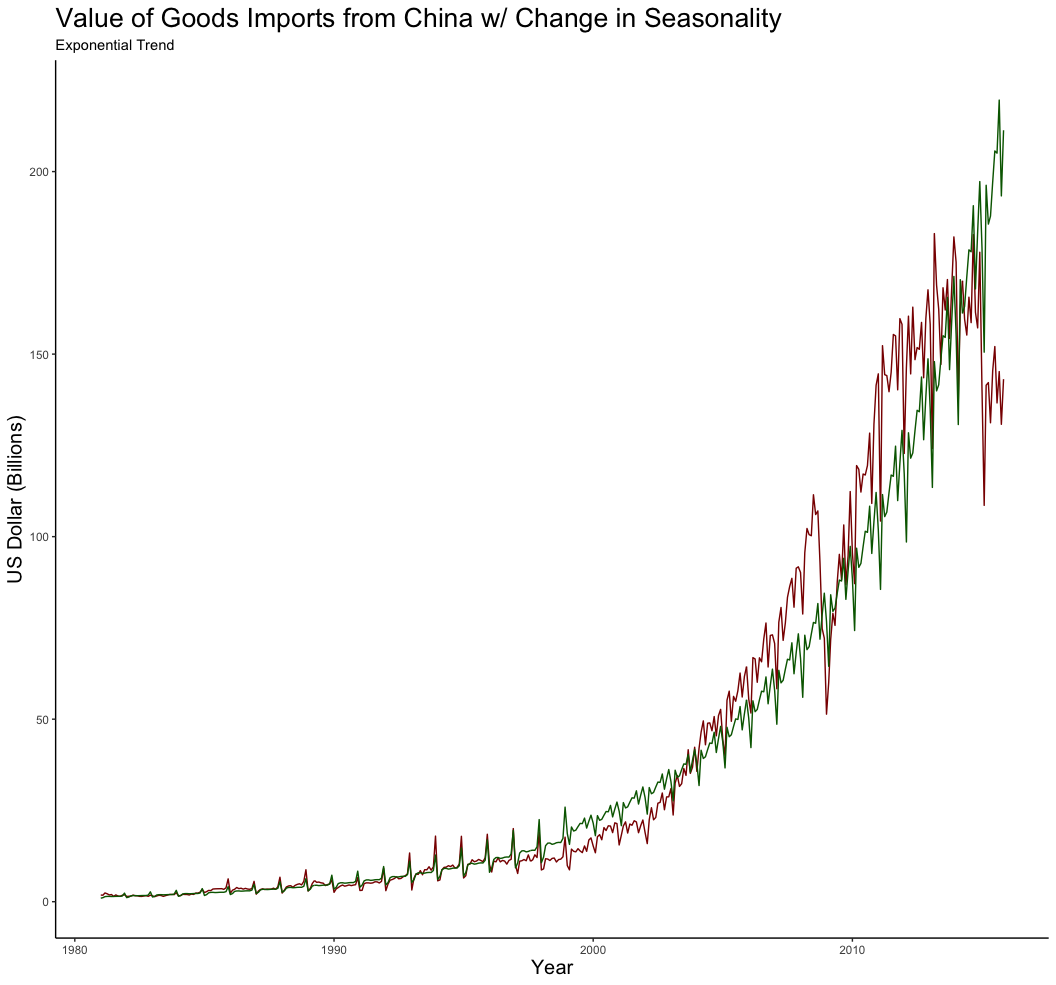 Value of Goods Imports from China w/ Change in Seasonality
Exponential Trend
US Dollar (Billions)
200
150
100
50
0
1980
1990
2000
2010
Year